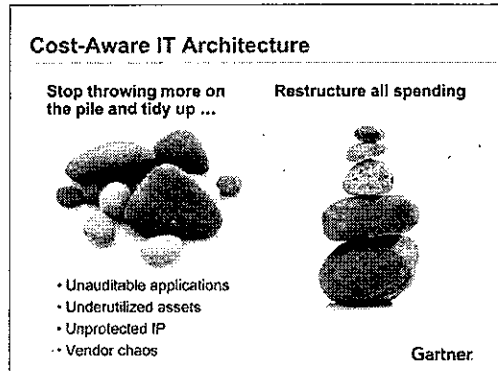 Cost-Aware IT Architecture
Stop throwing more on
the pile and tidy up ...
• Unauditable applications
• Underutilized assets
• Unprotected IP
• Vendor chaos
Restructure all spending
Gartner.